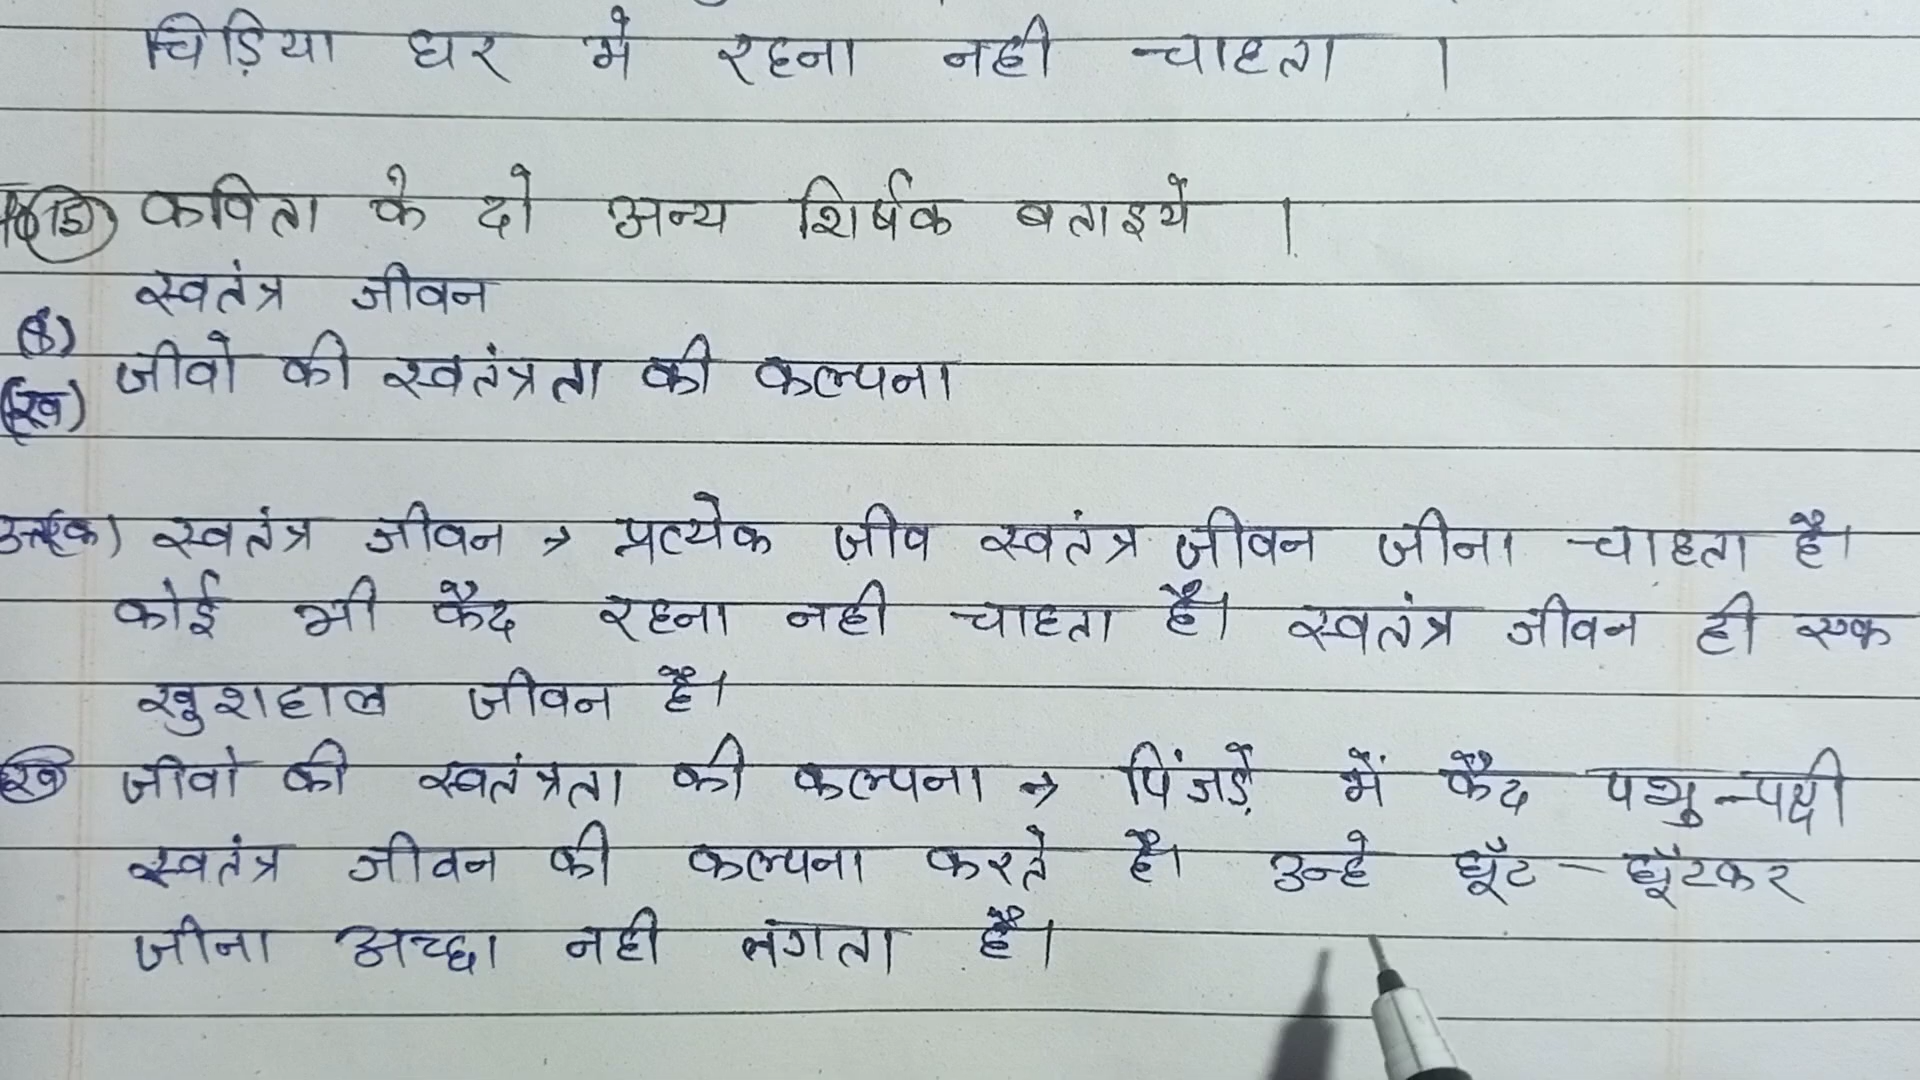 चिड़िया घर में रहना नही चाहता ।
(ङ) कविता के दो अन्य शिर्षक बताइयें ।
स्वतंत्र जीवन
(क)
जीवो की स्वतंत्रता की कल्पना
(ख)
उत्तर(क) स्वतंत्र जीवन → प्रत्येक जीव स्वतंत्र जीवन जीना चाहता है।
कोई भी कैद रहना नही चाहता है। स्वतंत्र जीवन ही एक
खुशहाल जीवन है।
(ख) जीवो की स्वतंत्रता की कल्पना → पिंजड़ें में कैद पशु-पक्षी
स्वतंत्र जीवन की कल्पना करते है। उन्हे घूँट-घूँटकर
जीना अच्छा नही लगता है।